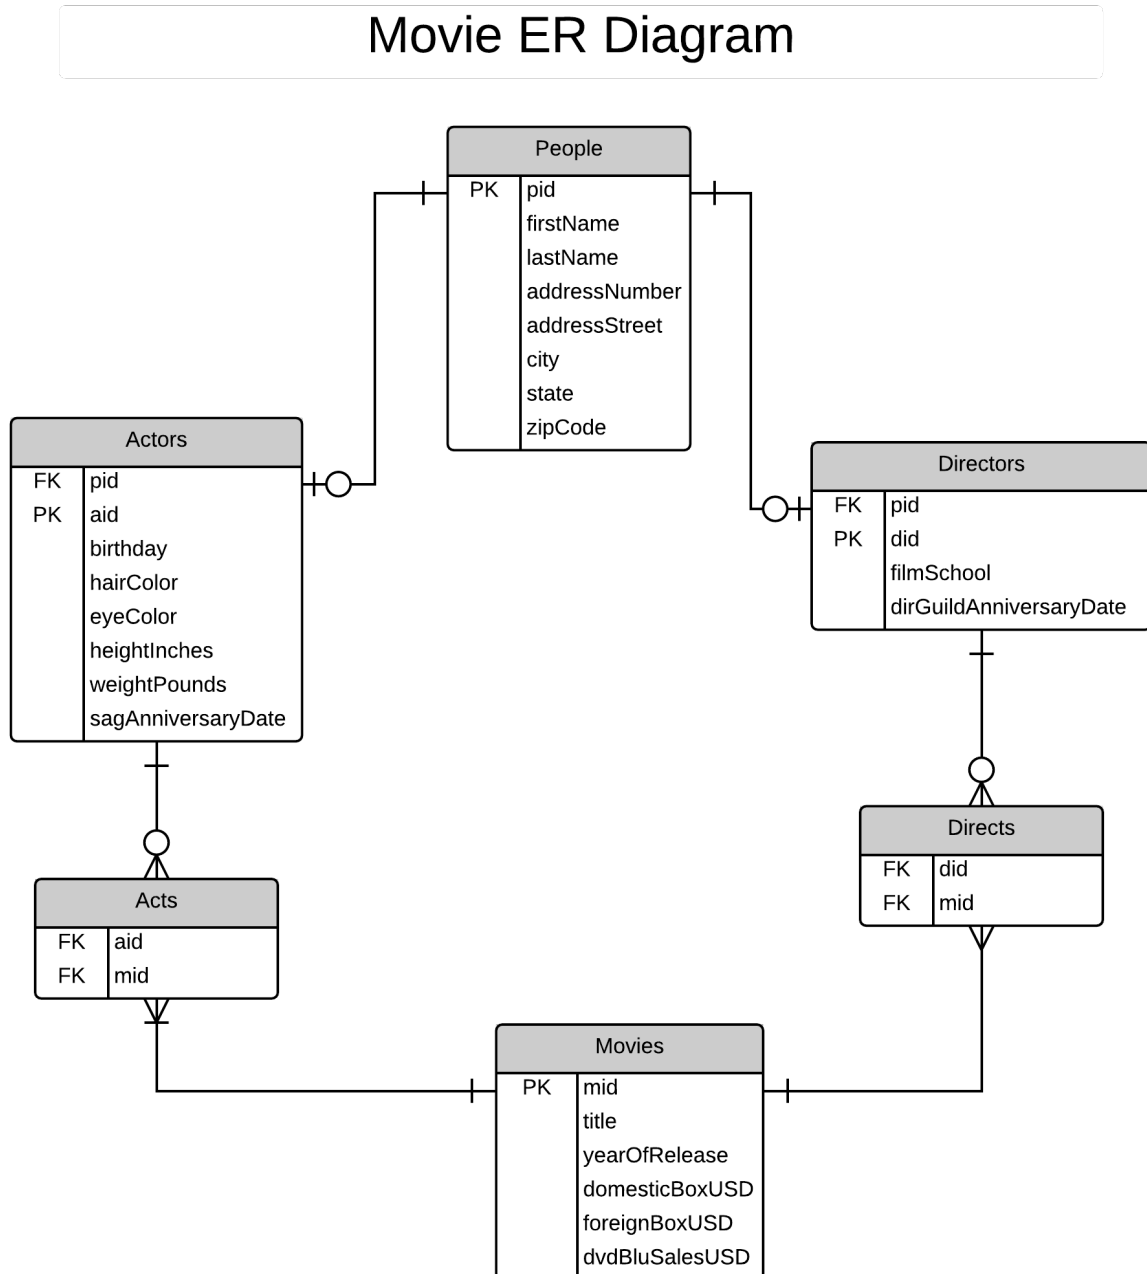 Movie ER Diagram
People
PK pid
firstName
lastName
addressNumber
addressStreet
city
state
zipCode
Actors
FK pid
PK aid
birthday
hairColor
eyeColor
heightInches
weightPounds
sagAnniversaryDate
Directors
FK pid
PK did
filmSchool
dirGuildAnniversaryDate
Acts
FK aid
FK mid
Directs
FK did
FK mid
Movies
PK mid
title
yearOfRelease
domesticBoxUSD
foreignBoxUSD
dvdBluSalesUSD